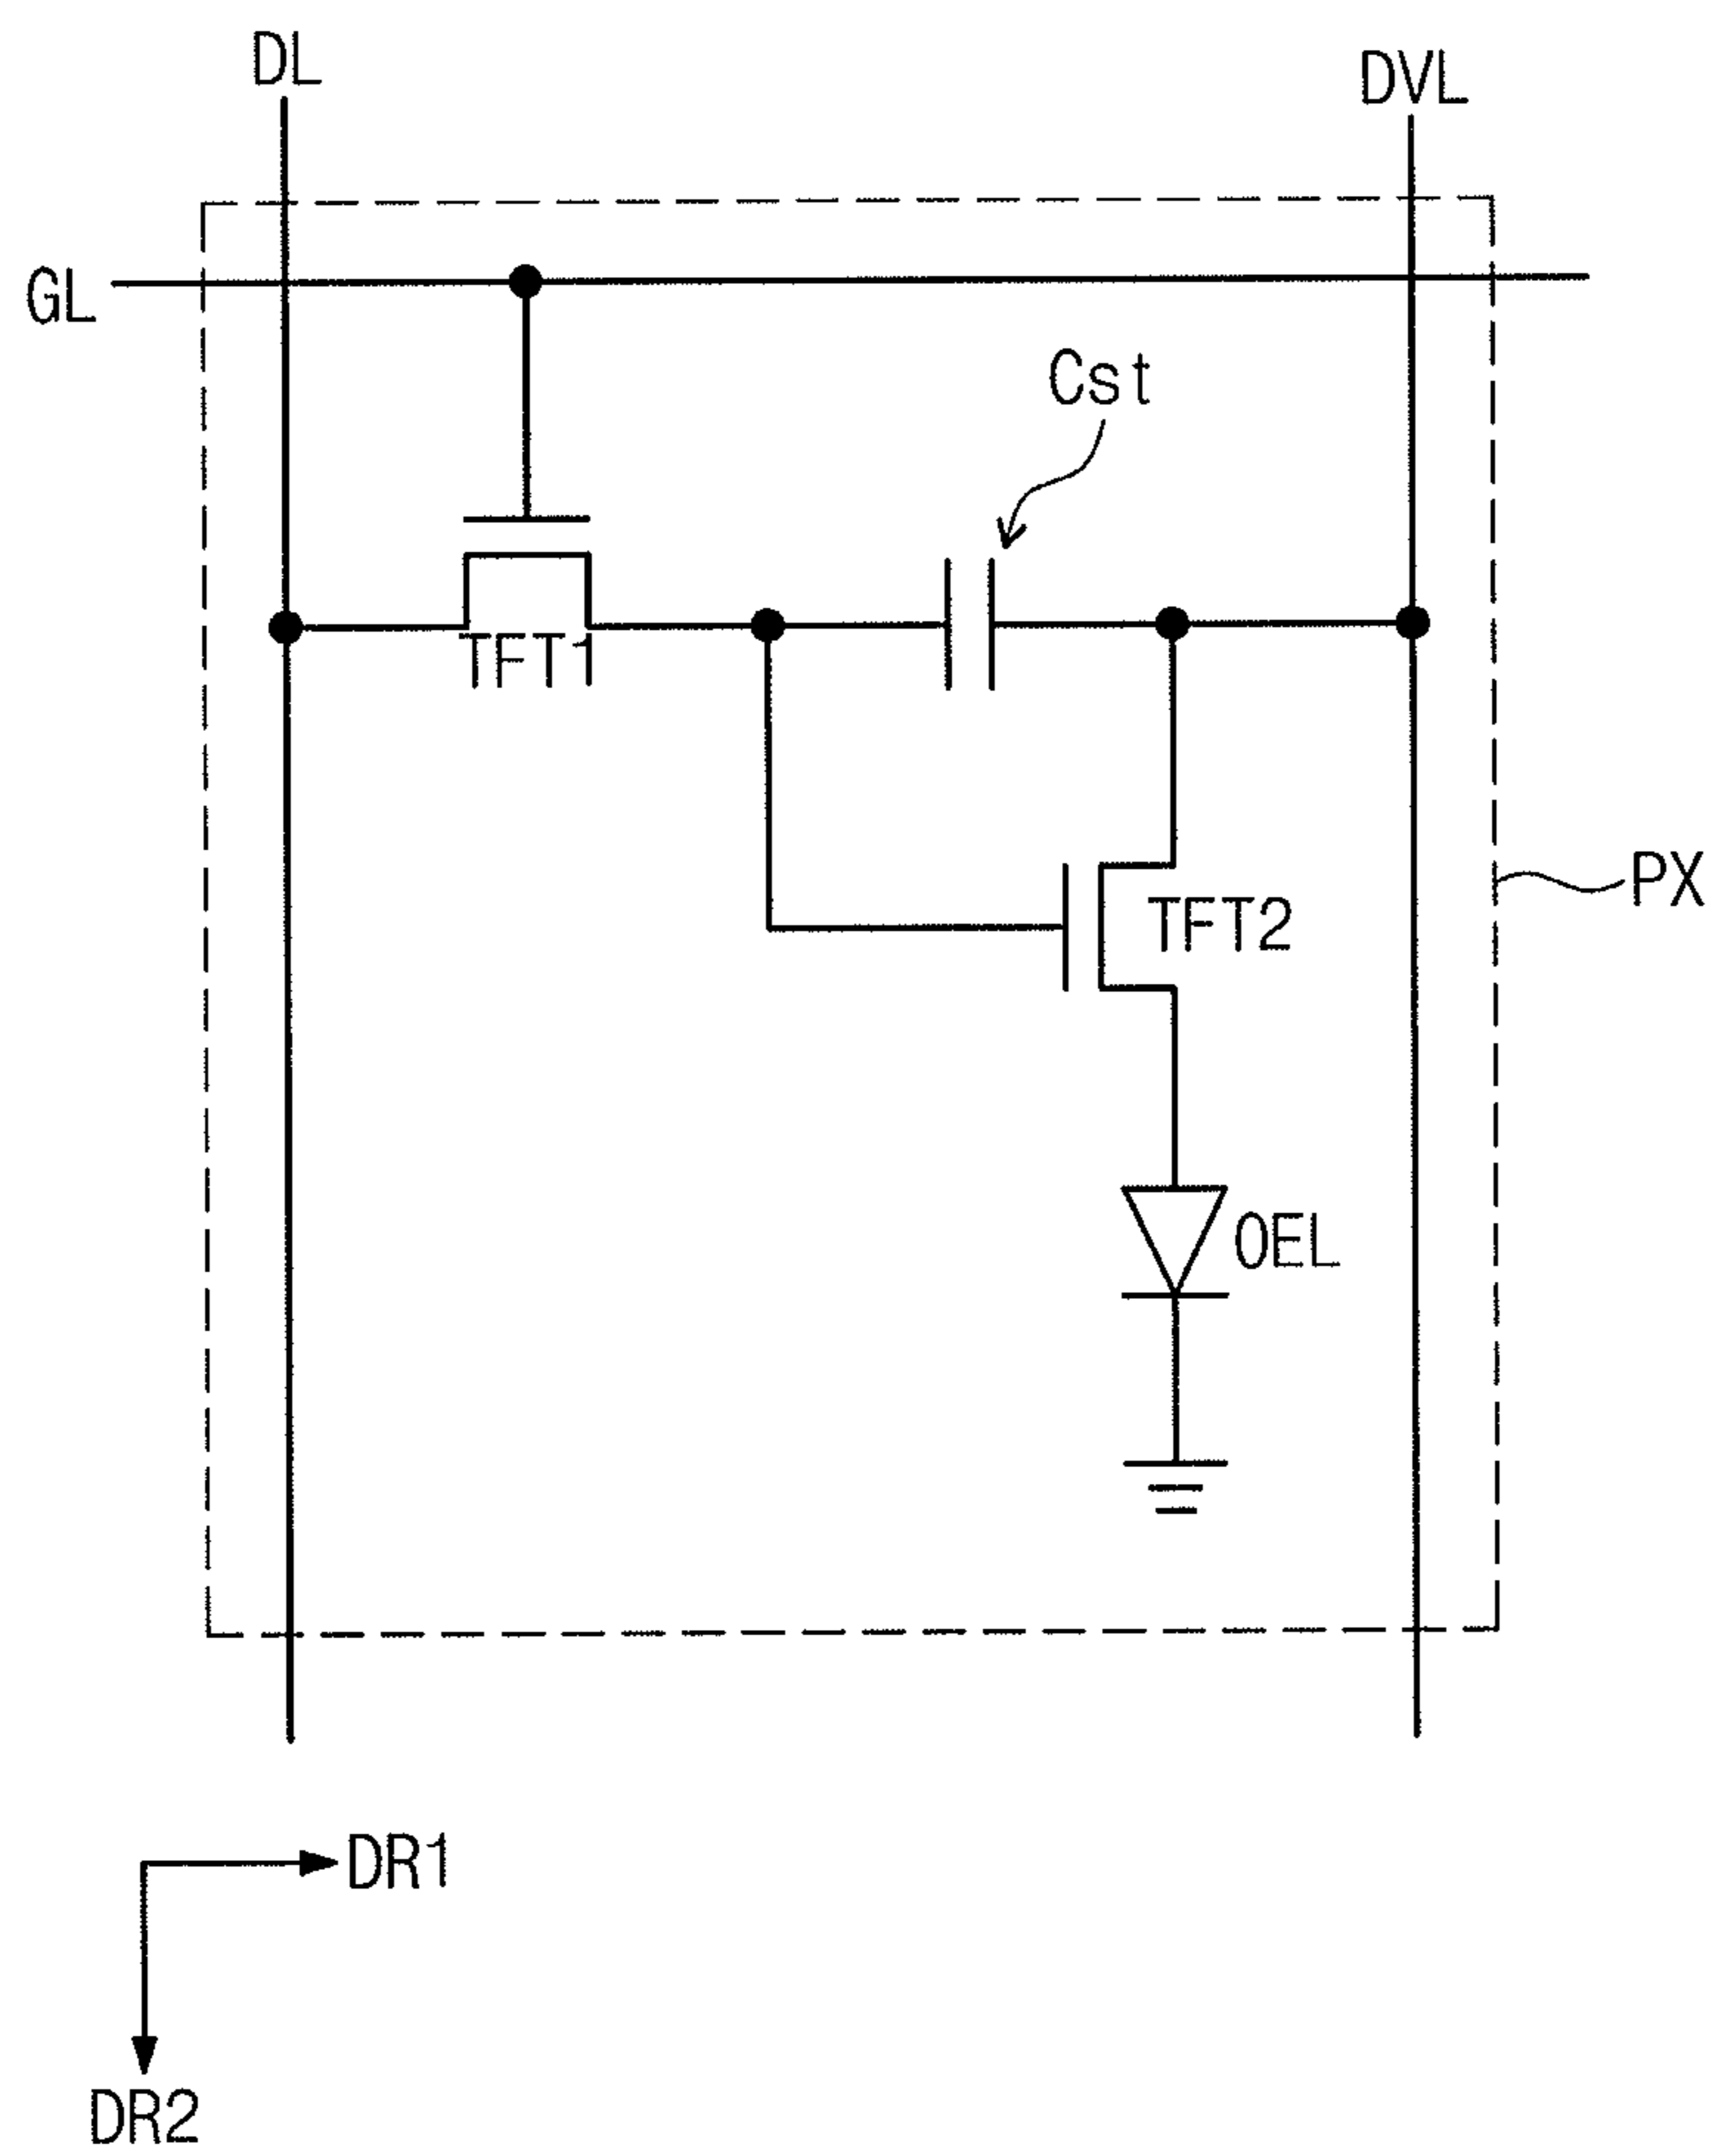 DL
DVL
GL
Cst
TFT1
PX
TFT2
OEL
DR1
DR2